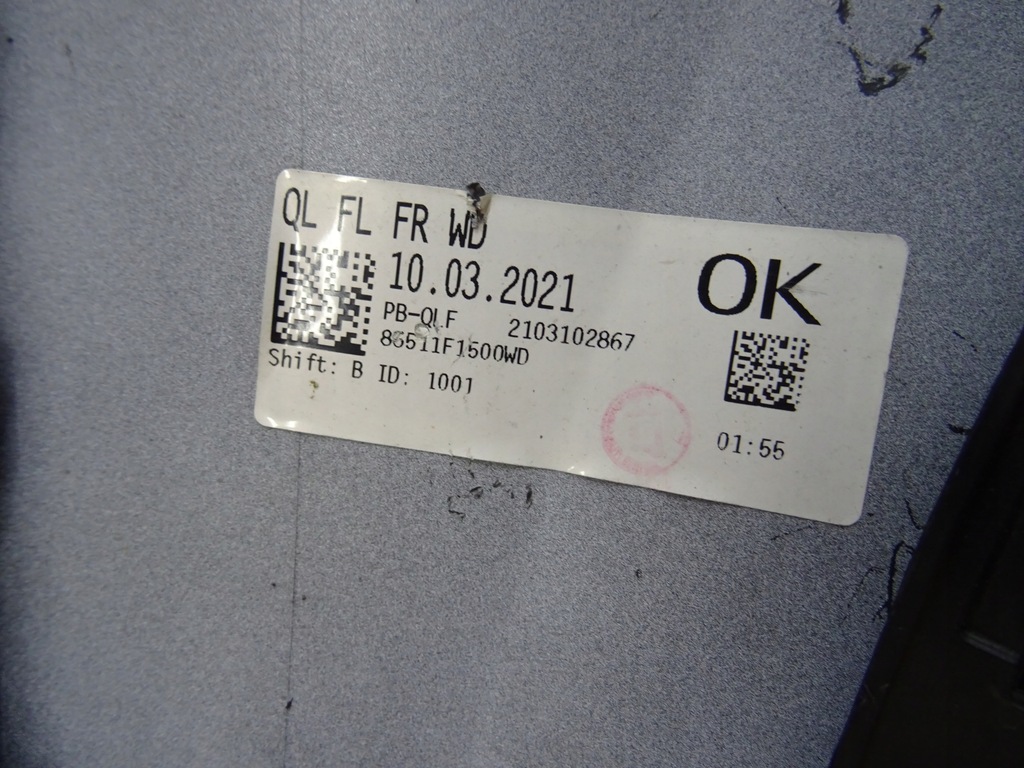 QL FL FR WD
10.03.2021
PB-QLF 2103102867
86511F1500WD
Shift: B ID: 1001
OK
01:55